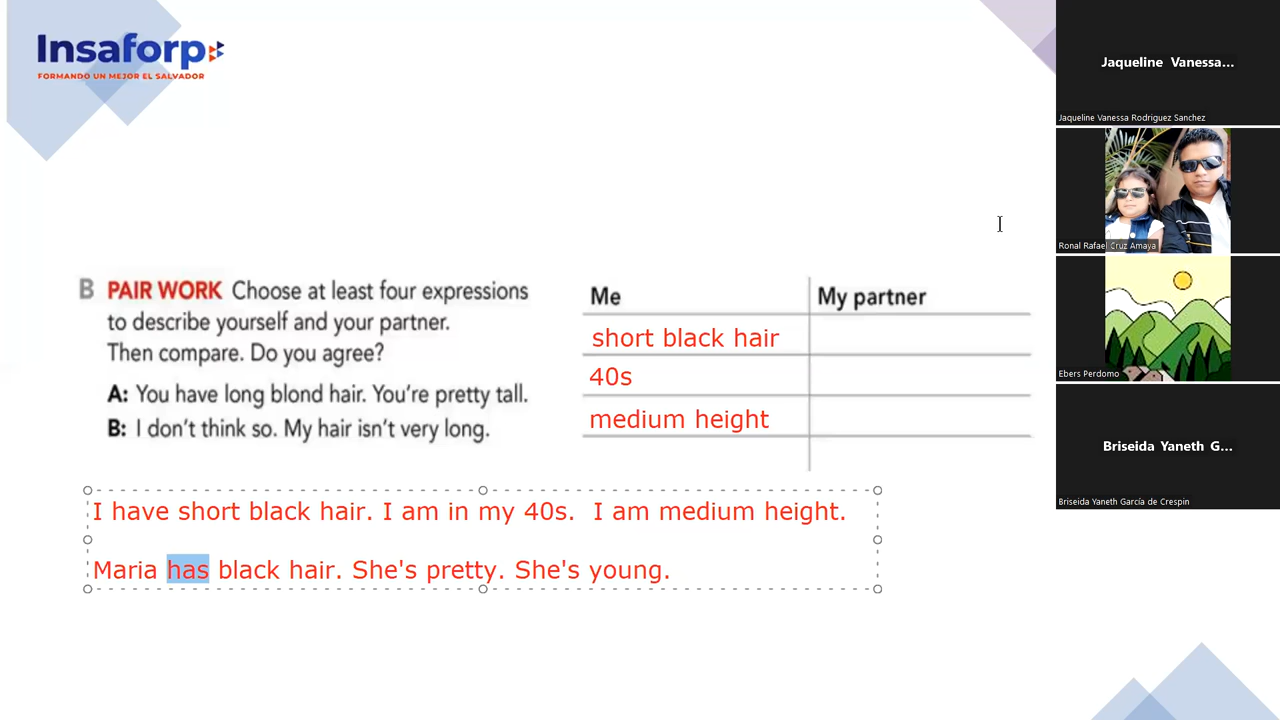 Insaforp
FORMANDO UN MEJOR EL SALVADOR
B PAIR WORK Choose at least four expressions
to describe yourself and your partner.
Then compare. Do you agree?
A: You have long blond hair. You're pretty tall.
B: I don't think so. My hair isn't very long.
Me
My partner
short black hair
40s
medium height
I have short black hair. I am in my 40s.  I am medium height.
Maria has black hair. She's pretty. She's young.
Jaqueline Vanessa...
Jaqueline Vanessa Rodriguez Sanchez
Ronal Rafael Cruz Amaya
Ebers Perdomo
Briseida Yaneth G...
Briseida Yaneth García de Crespin